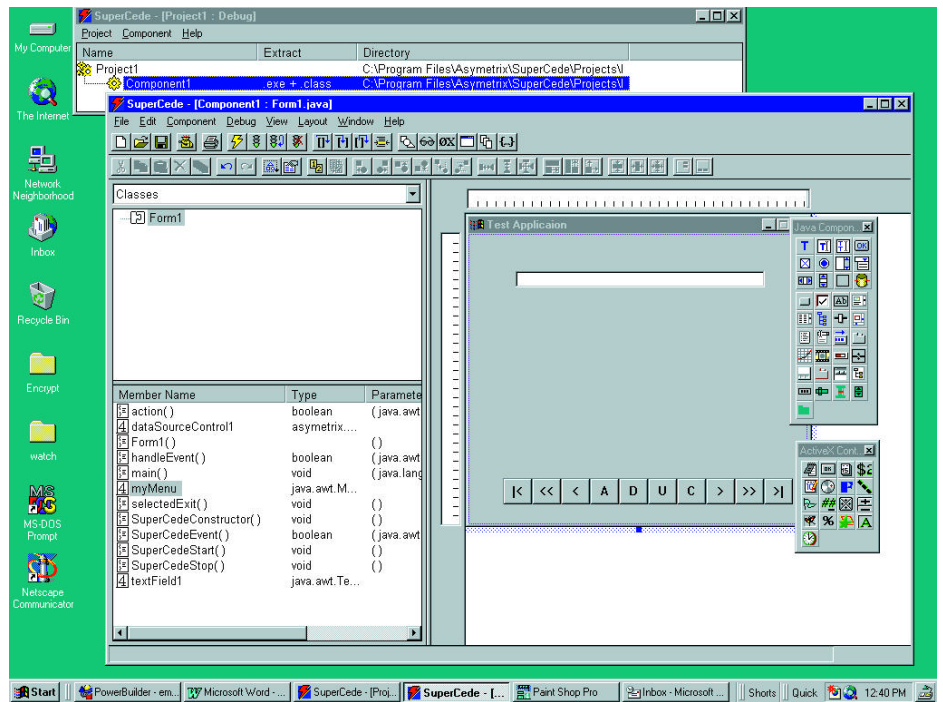 SuperCede - [Project1 : Debug]
Project Component Help
Name Extract Directory
Project1 C:\Program Files\Asymetrix\SuperCede\Projects\
Component1 .exe + .class C:\Program Files\Asymetrix\SuperCede\Projects\
SuperCede - [Component1 : Form1.java]
File Edit Component Debug View Layout Window Help
Classes
Form1
Member Name Type Paramete
action( ) boolean (java.awt
dataSourceControl1 asymetrix....
Form1( ) ( )
handleEvent( ) boolean (java.awt
main( ) void (java.lang
myMenu java.awt.M...
selectedExit( ) void ( )
SuperCedeConstructor( ) void ( )
SuperCedeEvent( ) boolean (java.awt
SuperCedeStart( ) void ( )
SuperCedeStop( ) void ( )
textField1 java.awt.Te...
Test Applicaion
|< << < A D U C > >> >|
Java Compon...
ActiveX Cont...
My Computer
The Internet
Network
Neighborhood
Inbox
Recycle Bin
Encrypt
watch
MS-DOS
Prompt
Netscape
Communicator
Start
PowerBuilder - em...
Microsoft Word - ...
SuperCede - [Proj...
SuperCede - [...
Paint Shop Pro
Inbox - Microsoft ...
Shorts
Quick
12:40 PM